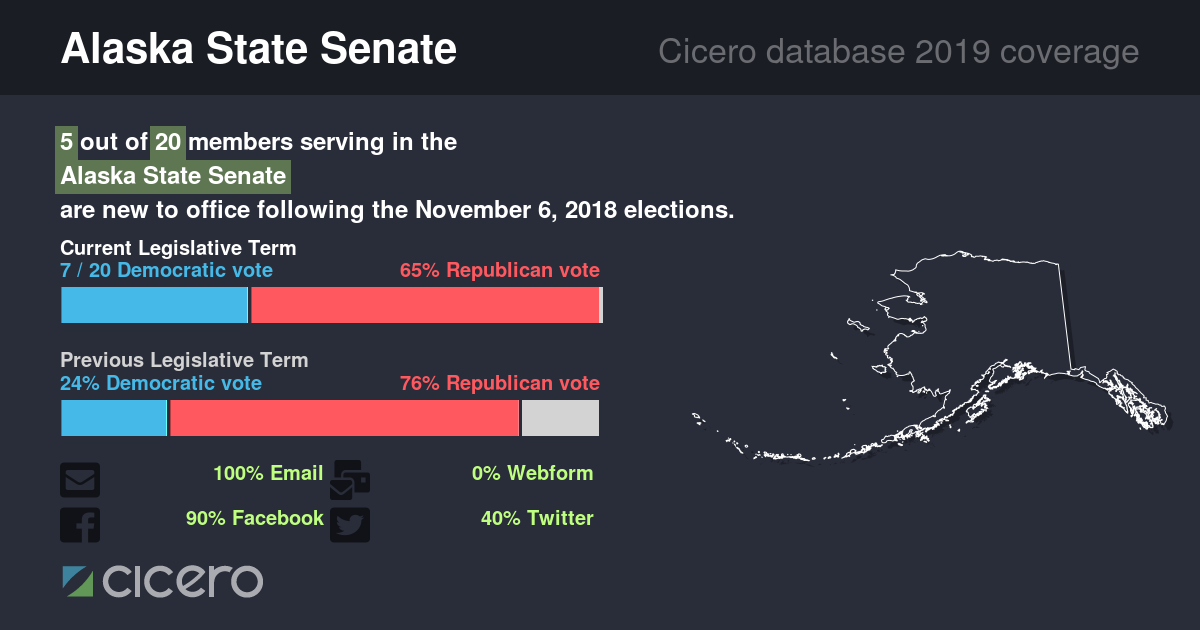 Alaska State Senate
Cicero database 2019 coverage
5 out of 20 members serving in the
Alaska State Senate
are new to office following the November 6, 2018 elections.
Current Legislative Term
7 / 20 Democratic vote
65% Republican vote
Previous Legislative Term
24% Democratic vote
76% Republican vote
100% Email
0% Webform
90% Facebook
40% Twitter
cicero